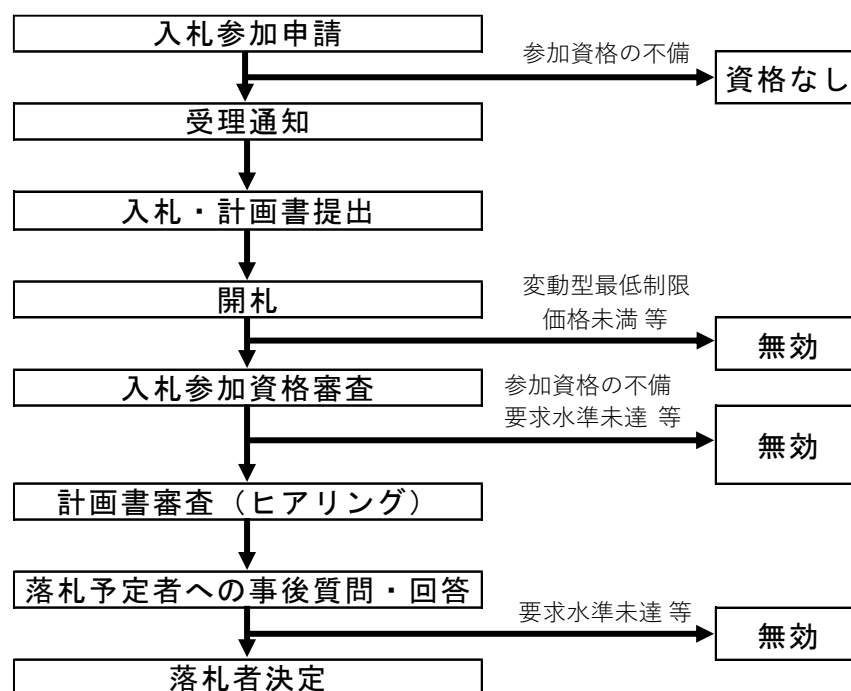 入札参加申請
参加資格の不備
資格なし
受理通知
入札・計画書提出
開札
変動型最低制限
価格未満 等
無効
入札参加資格審査
参加資格の不備
要求水準未達 等
無効
計画書審査(ヒアリング)
落札予定者への事後質問・回答
要求水準未達 等
無効
落札者決定